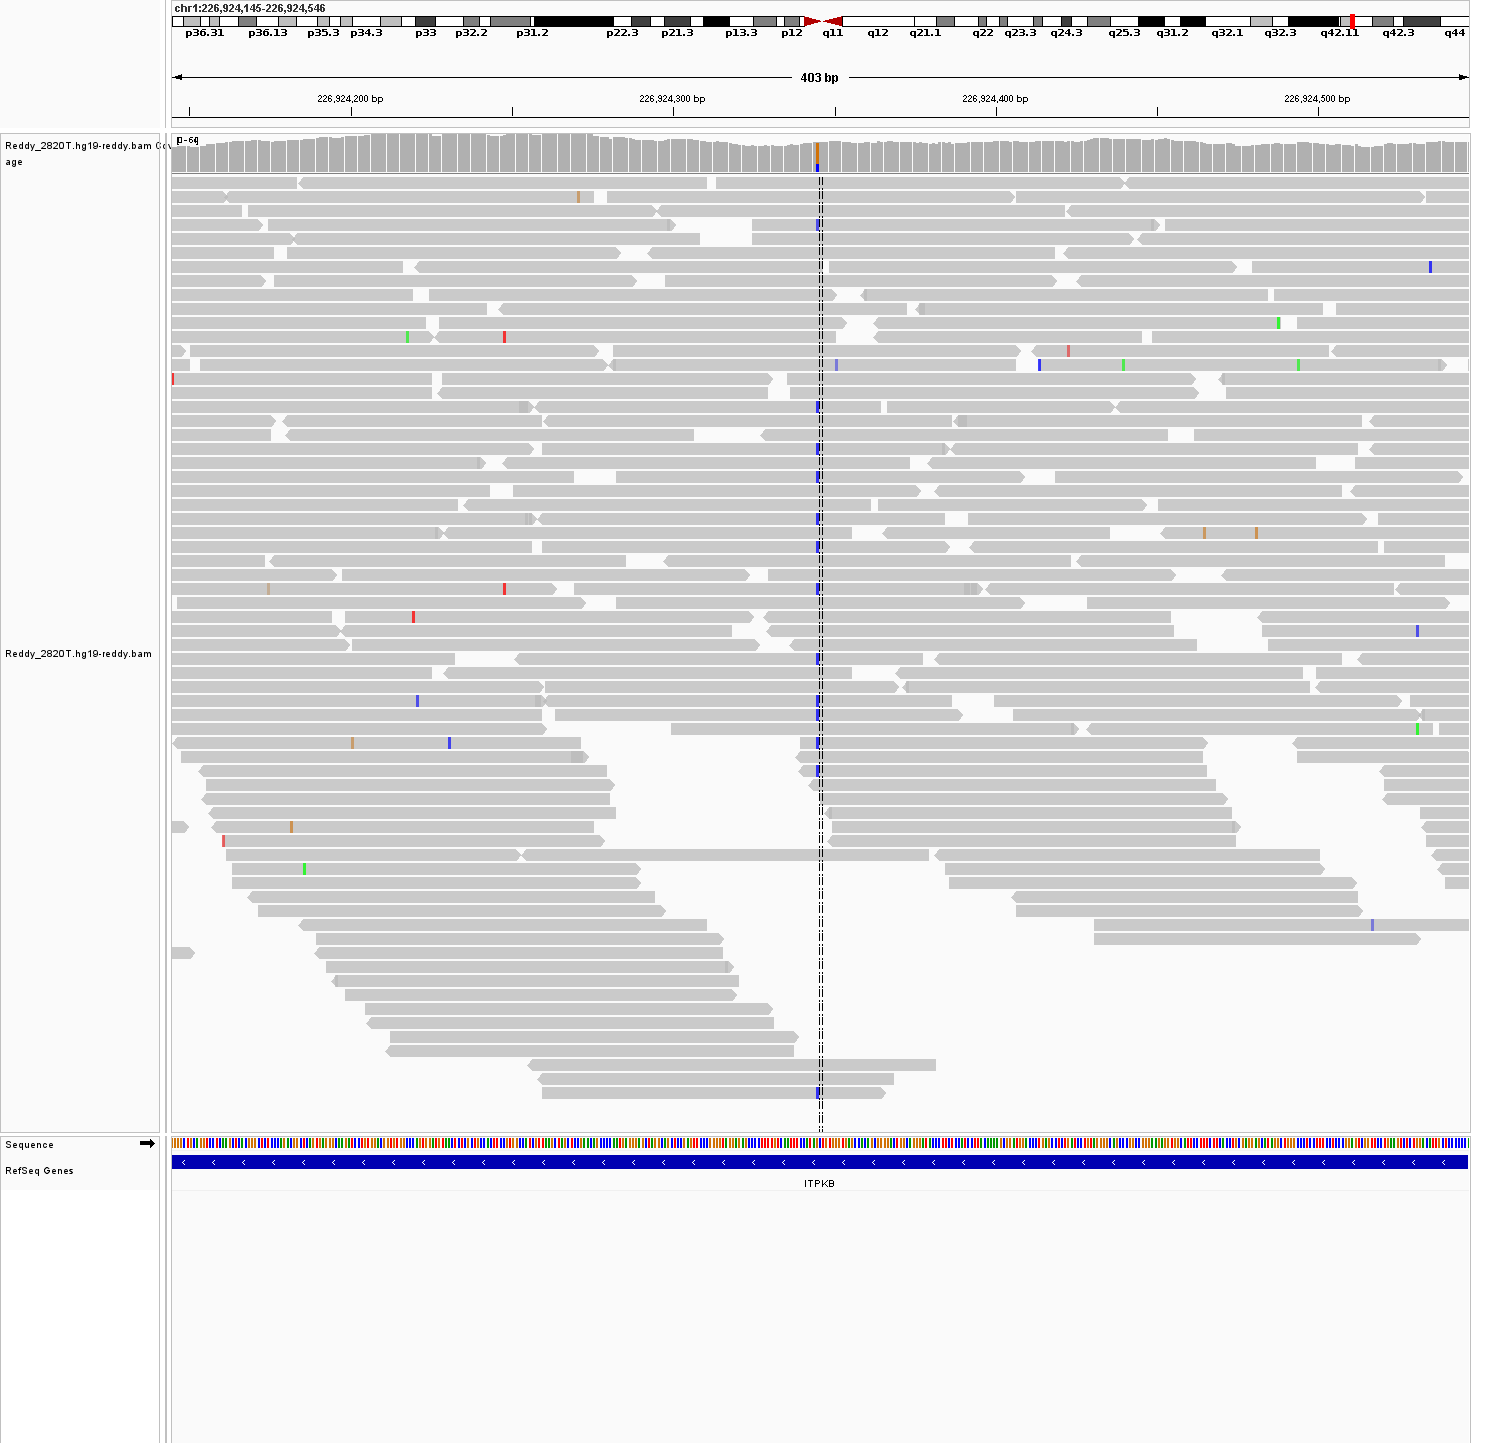 chr1:226,924,145-226,924,546
p36.31 p36.13 p35.3 p34.3 p33 p32.2 p31.2 p22.3 p21.3 p13.3 p12 q11 q12 q21.1 q22 q23.3 q24.3 q25.3 q31.2 q32.1 q32.3 q42.11 q42.3 q44
403 bp
226,924,200 bp 226,924,300 bp 226,924,400 bp 226,924,500 bp
Reddy_2820T.hg19-reddy.bam Cov
age
Reddy_2820T.hg19-reddy.bam
Sequence
RefSeq Genes
ITPKB